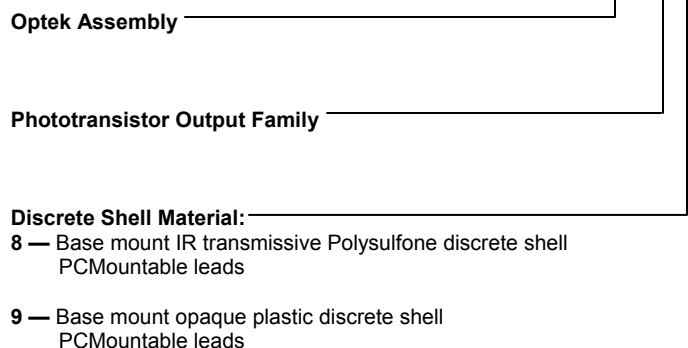 Optek Assembly
Phototransistor Output Family
Discrete Shell Material:
8 — Base mount IR transmissive Polysulfone discrete shell
PCMountable leads
9 — Base mount opaque plastic discrete shell
PCMountable leads